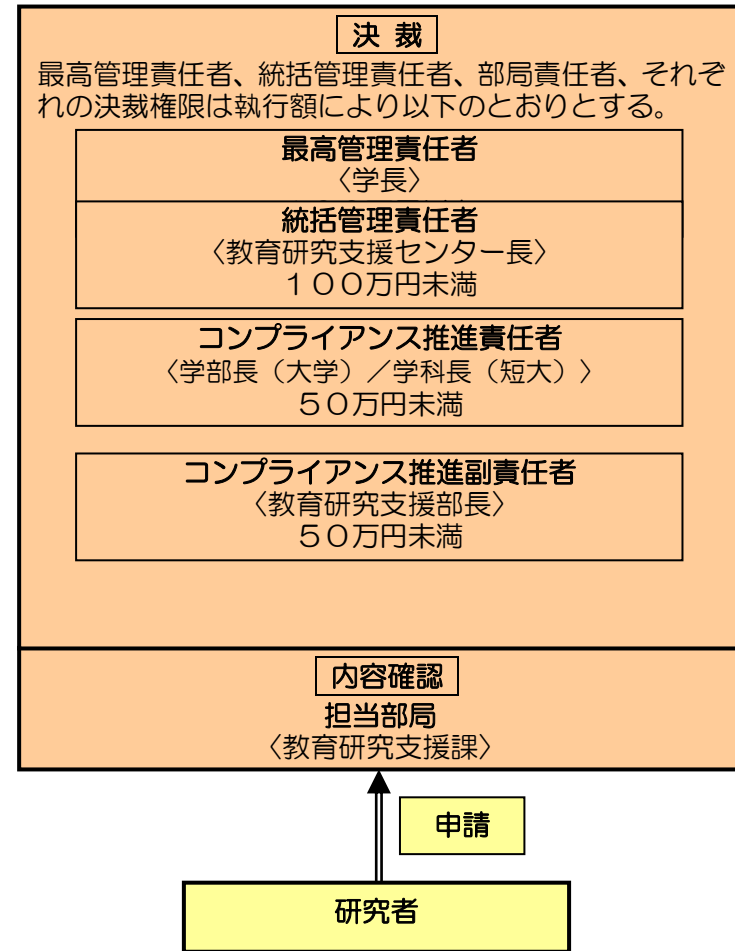 決 裁
最高管理責任者、統括管理責任者、部局責任者、それぞ
れの決裁権限は執行額により以下のとおりとする。
最高管理責任者
〈学長〉
統括管理責任者
〈教育研究支援センター長〉
１００万円未満
コンプライアンス推進責任者
〈学部長（大学）／学科長（短大）〉
５０万円未満
コンプライアンス推進副責任者
〈教育研究支援部長〉
５０万円未満
内容確認
担当部局
〈教育研究支援課〉
申請
研究者